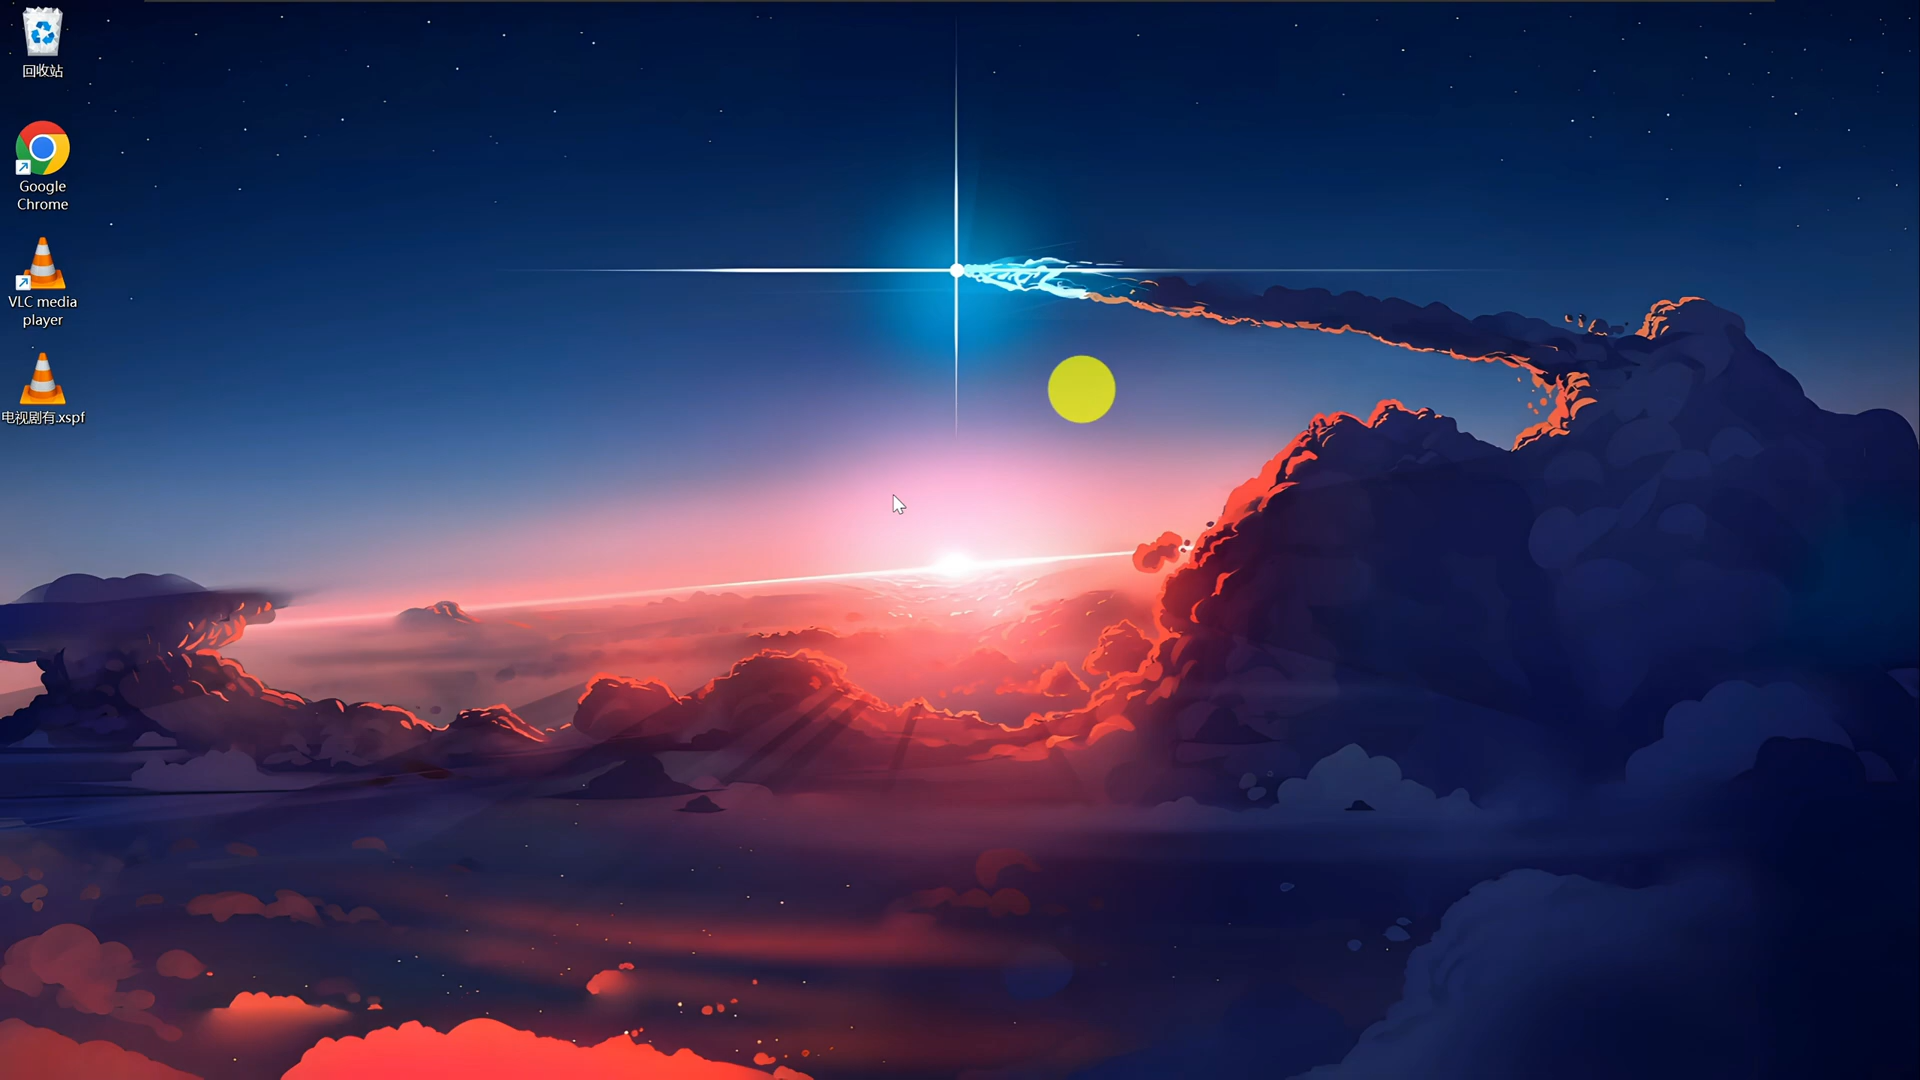 回收站
Google
Chrome
VLC media
player
电视剧有.xspf